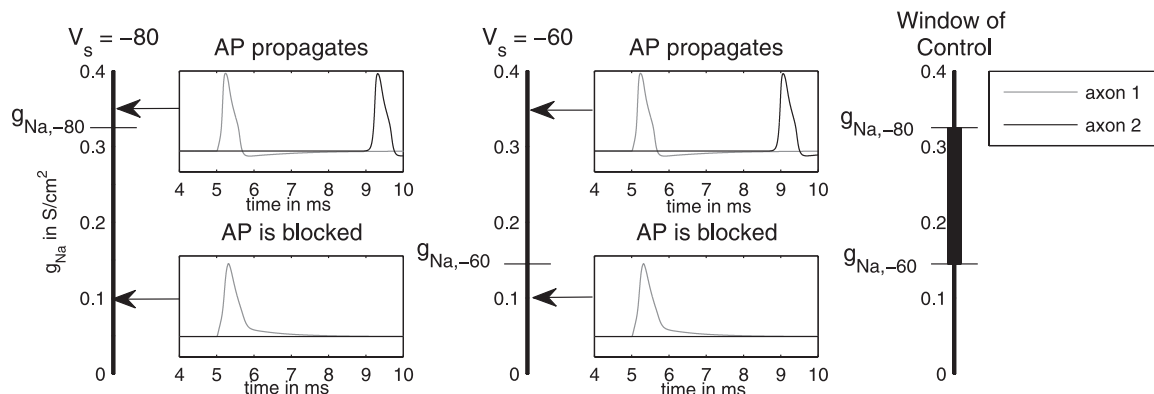 V_s = −80
AP propagates
0.4
g_Na,−80
0.3
g_Na in S/cm²
0.2
0.1
0
4 5 6 7 8 9 10
time in ms
AP is blocked
4 5 6 7 8 9 10
time in ms
V_s = −60
AP propagates
0.4
0.3
0.2
g_Na,−60
0.1
0
4 5 6 7 8 9 10
time in ms
AP is blocked
4 5 6 7 8 9 10
time in ms
Window of
Control
0.4
g_Na,−80
0.3
0.2
g_Na,−60
0.1
0
axon 1
axon 2